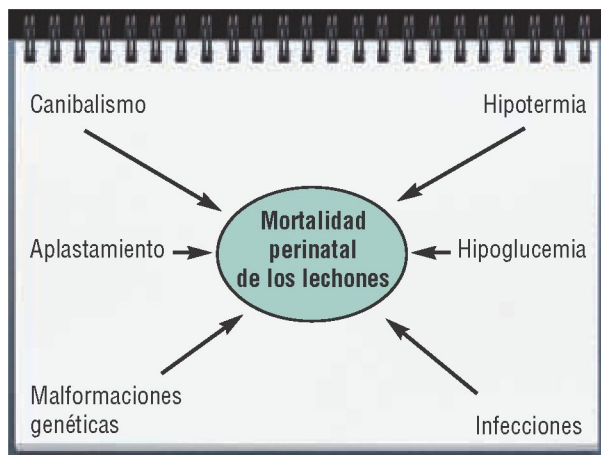 Canibalismo
Hipotermia
Mortalidad
perinatal
de los lechones
Aplastamiento
Hipoglucemia
Malformaciones
genéticas
Infecciones